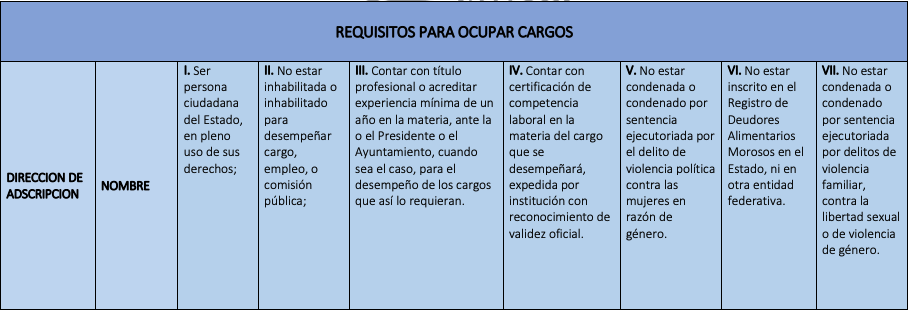 REQUISITOS PARA OCUPAR CARGOS
DIRECCION DE
ADSCRIPCION
NOMBRE
I. Ser
persona
ciudadana
del Estado,
en pleno
uso de sus
derechos;
II. No estar
inhabilitada o
inhabilitado
para
desempeñar
cargo,
empleo, o
comisión
pública;
III. Contar con título
profesional o acreditar
experiencia mínima de un
año en la materia, ante la
o el Presidente o el
Ayuntamiento, cuando
sea el caso, para el
desempeño de los cargos
que así lo requieran.
IV. Contar con
certificación de
competencia
laboral en la
materia del cargo
que se
desempeñará,
expedida por
institución con
reconocimiento de
validez oficial.
V. No estar
condenada o
condenado por
sentencia
ejecutoriada por
el delito de
violencia política
contra las
mujeres en
razón de
género.
VI. No estar
inscrito en el
Registro de
Deudores
Alimentarios
Morosos en el
Estado, ni en
otra entidad
federativa.
VII. No estar
condenada o
condenado
por sentencia
ejecutoriada
por delitos de
violencia
familiar,
contra la
libertad sexual
o de violencia
de género.